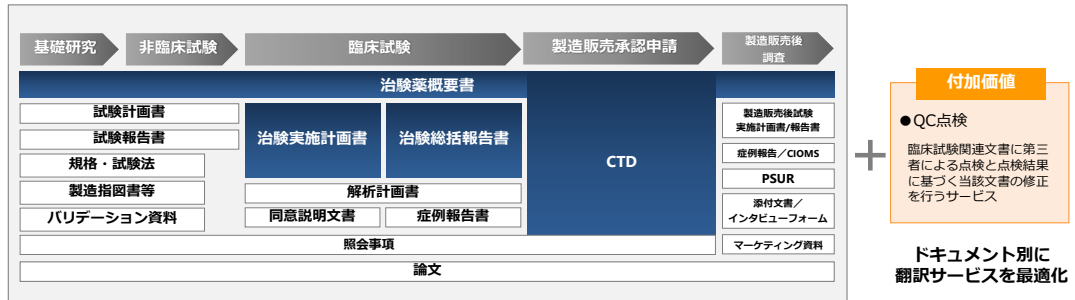 基礎研究
非臨床試験
臨床試験
製造販売承認申請
製造販売後
調査
治験薬概要書
試験計画書
試験報告書
規格・試験法
製造指図書等
バリデーション資料
治験実施計画書
治験総括報告書
解析計画書
同意説明文書
症例報告書
CTD
製造販売後試験
実施計画書/報告書
症例報告／CIOMS
PSUR
添付文書／
インタビューフォーム
マーケティング資料
照会事項
論文
＋
付加価値
●QC点検
臨床試験関連文書に第三
者による点検と点検結果
に基づく当該文書の修正
を行うサービス
ドキュメント別に
翻訳サービスを最適化